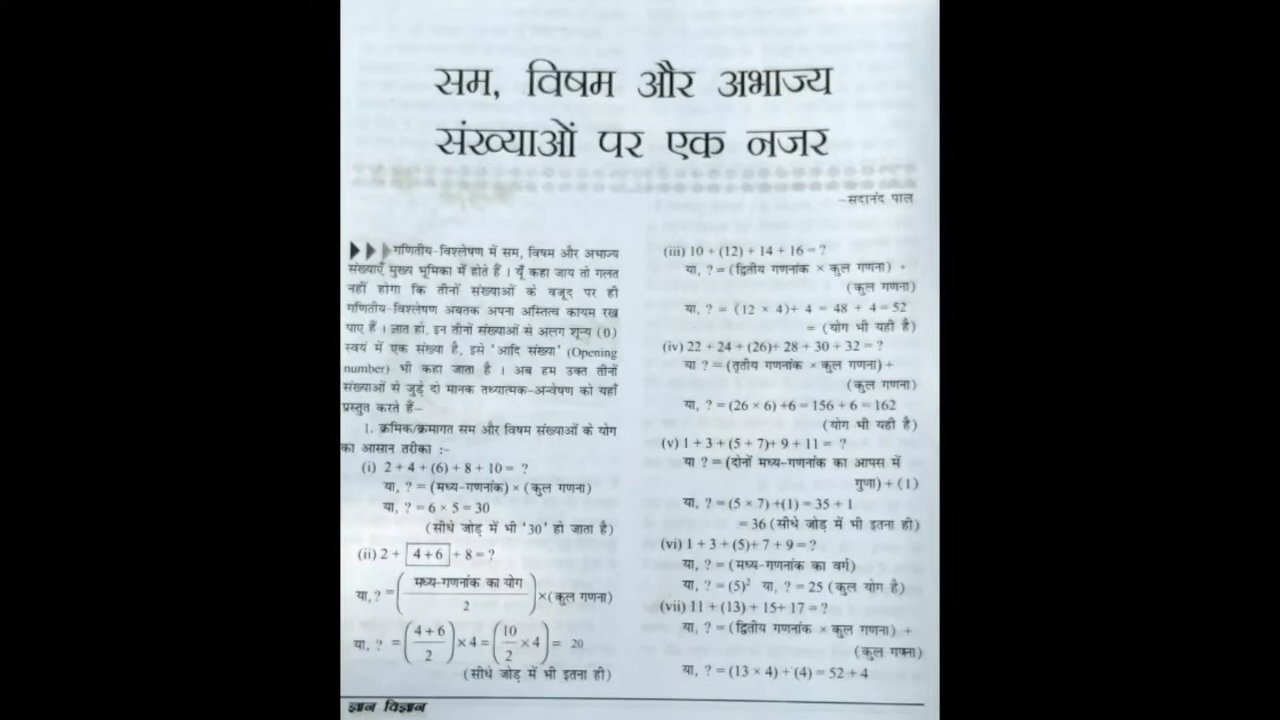 सम, विषम और अभाज्य
संख्याओं पर एक नजर
–सदानंद पाल
गणितीय–विश्लेषण में सम, विषम और अभाज्य
संख्याएँ मुख्य भूमिका में होते हैं । यूँ कहा जाय तो गलत
नहीं होगा कि तीनों संख्याओं के वजूद पर ही
गणितीय–विश्लेषण अबतक अपना अस्तित्व कायम रख
पाए हैं । ज्ञात हो, इन तीनों संख्याओं से अलग शून्य (0)
स्वयं में एक संख्या है, इसे 'आदि संख्या' (Opening
number) भी कहा जाता है । अब हम उक्त तीनों
संख्याओं से जुड़े दो मानक तथ्यात्मक–अन्वेषण को यहाँ
प्रस्तुत करते हैं–
1. क्रमिक/क्रमागत सम और विषम संख्याओं के योग
का आसान तरीका :–
(i) 2 + 4 + (6) + 8 + 10 = ?
या, ? = (मध्य–गणनांक) × (कुल गणना)
या, ? = 6 × 5 = 30
(सीधे जोड़ में भी '30' हो जाता है)
(ii) 2 + 4 + 6 + 8 = ?
या, ? = (मध्य–गणनांक का योग / 2) × (कुल गणना)
या, ? = (4 + 6 / 2) × 4 = (10 / 2 × 4) = 20
(सीधे जोड़ में भी इतना ही)
(iii) 10 + (12) + 14 + 16 = ?
या, ? = (द्वितीय गणनांक × कुल गणना) +
(कुल गणना)
या, ? = (12 × 4) + 4 = 48 + 4 = 52
= (योग भी यही है)
(iv) 22 + 24 + (26) + 28 + 30 + 32 = ?
या ? = (तृतीय गणनांक × कुल गणना) +
(कुल गणना)
या, ? = (26 × 6) + 6 = 156 + 6 = 162
(योग भी यही है)
(v) 1 + 3 + (5 + 7) + 9 + 11 = ?
या ? = (दोनों मध्य–गणनांक का आपस में
गुणा) + (1)
या, ? = (5 × 7) + (1) = 35 + 1
= 36 (सीधे जोड़ में भी इतना ही)
(vi) 1 + 3 + (5) + 7 + 9 = ?
या, ? = (मध्य–गणनांक का वर्ग)
या, ? = (5)² या, ? = 25 (कुल योग है)
(vii) 11 + (13) + 15 + 17 = ?
या, ? = (द्वितीय गणनांक × कुल गणना) +
(कुल गणना)
या, ? = (13 × 4) + (4) = 52 + 4
ज्ञान विज्ञान